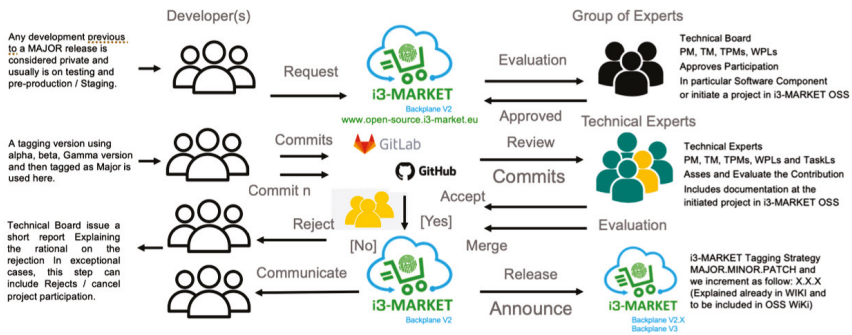 Developer(s)
Group of Experts
Any development previous
to a MAJOR release is
considered private and
usually is on testing and
pre-production / Staging.
Request
i3-MARKET
Backplane V2
www.open-source.i3-market.eu
Evaluation
Approved
Technical Board
PM, TM, TPMs, WPLs
Approves Participation
In particular Software Component
or initiate a project in i3-MARKET OSS
Technical Experts
A tagging version using
alpha, beta, Gamma version
and then tagged as Major is
used here.
Commits
Commit n
GitLab
GitHub
Review
Commits
Technical Experts
PM, TM, TPMs, WPLs and TaskLs
Asses and Evaluate the Contribution
Includes documentation at the
initiated project in i3-MARKET OSS
Accept
Evaluation
Technical Board issue a
short report Explaining
the rational on the
rejection In exceptional
cases, this step can
include Rejects / cancel
project participation.
Reject
[No]
[Yes]
Merge
Communicate
i3-MARKET
Backplane V2
Release
Announce
i3-MARKET
Backplane V2.X
Backplane V3
i3-MARKET Tagging Strategy
MAJOR.MINOR.PATCH and
we increment as follow: X.X.X
(Explained already in WIKI and
to be included in OSS WiKi)